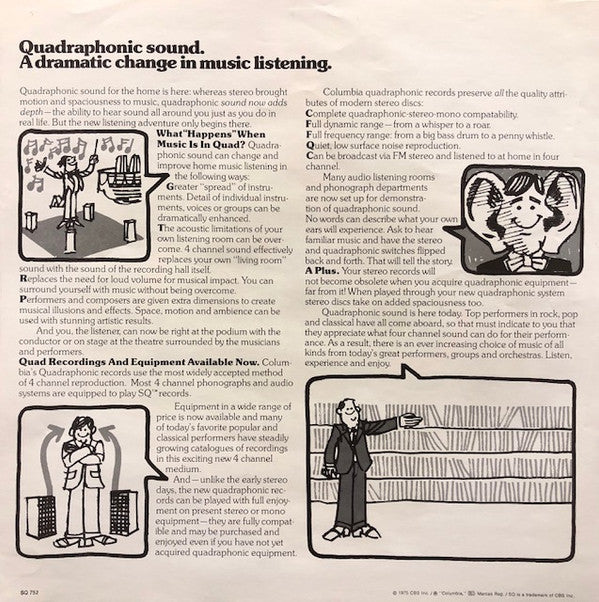 Quadraphonic sound.
A dramatic change in music listening.
Quadraphonic sound for the home is here: whereas stereo brought
motion and spaciousness to music, quadraphonic sound now adds
depth—the ability to hear sound all around you just as you do in
real life. But the new listening adventure only begins there.
What "Happens" When
Music Is In Quad? Quadra-
phonic sound can change and
improve home music listening in
the following ways:
Greater "spread" of instru-
ments. Detail of individual instru-
ments, voices or groups can be
dramatically enhanced.
The acoustic limitations of your
own listening room can be over-
come. 4 channel sound effectively
replaces your own "living room"
sound with the sound of the recording hall itself.
Replaces the need for loud volume for musical impact. You can
surround yourself with music without being overcome.
Performers and composers are given extra dimensions to create
musical illusions and effects. Space, motion and ambience can be
used with stunning artistic results.
And you, the listener, can now be right at the podium with the
conductor or on stage at the theatre surrounded by the musicians
and performers.
Quad Recordings And Equipment Available Now. Colum-
bia's Quadraphonic records use the most widely accepted method
of 4 channel reproduction. Most 4 channel phonographs and audio
systems are equipped to play SQ™ records.
Equipment in a wide range of
price is now available and many
of today's favorite popular and
classical performers have steadily
growing catalogues of recordings
in this exciting new 4 channel
medium.
And—unlike the early stereo
days, the new quadraphonic rec-
ords can be played with full enjoy-
ment on present stereo or mono
equipment—they are fully compat-
ible and may be purchased and
enjoyed even if you have not yet
acquired quadraphonic equipment.
Columbia quadraphonic records preserve all the quality attri-
butes of modern stereo discs:
Complete quadraphonic-stereo-mono compatability.
Full dynamic range—from a whisper to a roar.
Full frequency range: from a big bass drum to a penny whistle.
Quiet, low surface noise reproduction.
Can be broadcast via FM stereo and listened to at home in four
channel.
Many audio listening rooms
and phonograph departments
are now set up for demonstra-
tion of quadraphonic sound.
No words can describe what your own
ears will experience. Ask to hear
familiar music and have the stereo
and quadraphonic switches flipped
back and forth. That will tell the story.
A Plus. Your stereo records will
not become obsolete when you acquire quadraphonic equipment—
far from it! When played through your new quadraphonic system
stereo discs take on added spaciousness too.
Quadraphonic sound is here today. Top performers in rock, pop
and classical have all come aboard, so that must indicate to you that
they appreciate what four channel sound can do for their perform-
ance. As a result, there is an ever increasing choice of music of all
kinds from today's great performers, groups and orchestras. Listen,
experience and enjoy.
SQ 752
© 1975 CBS Inc./℗ "Columbia," Marcas Reg. / SQ is a trademark of CBS Inc.